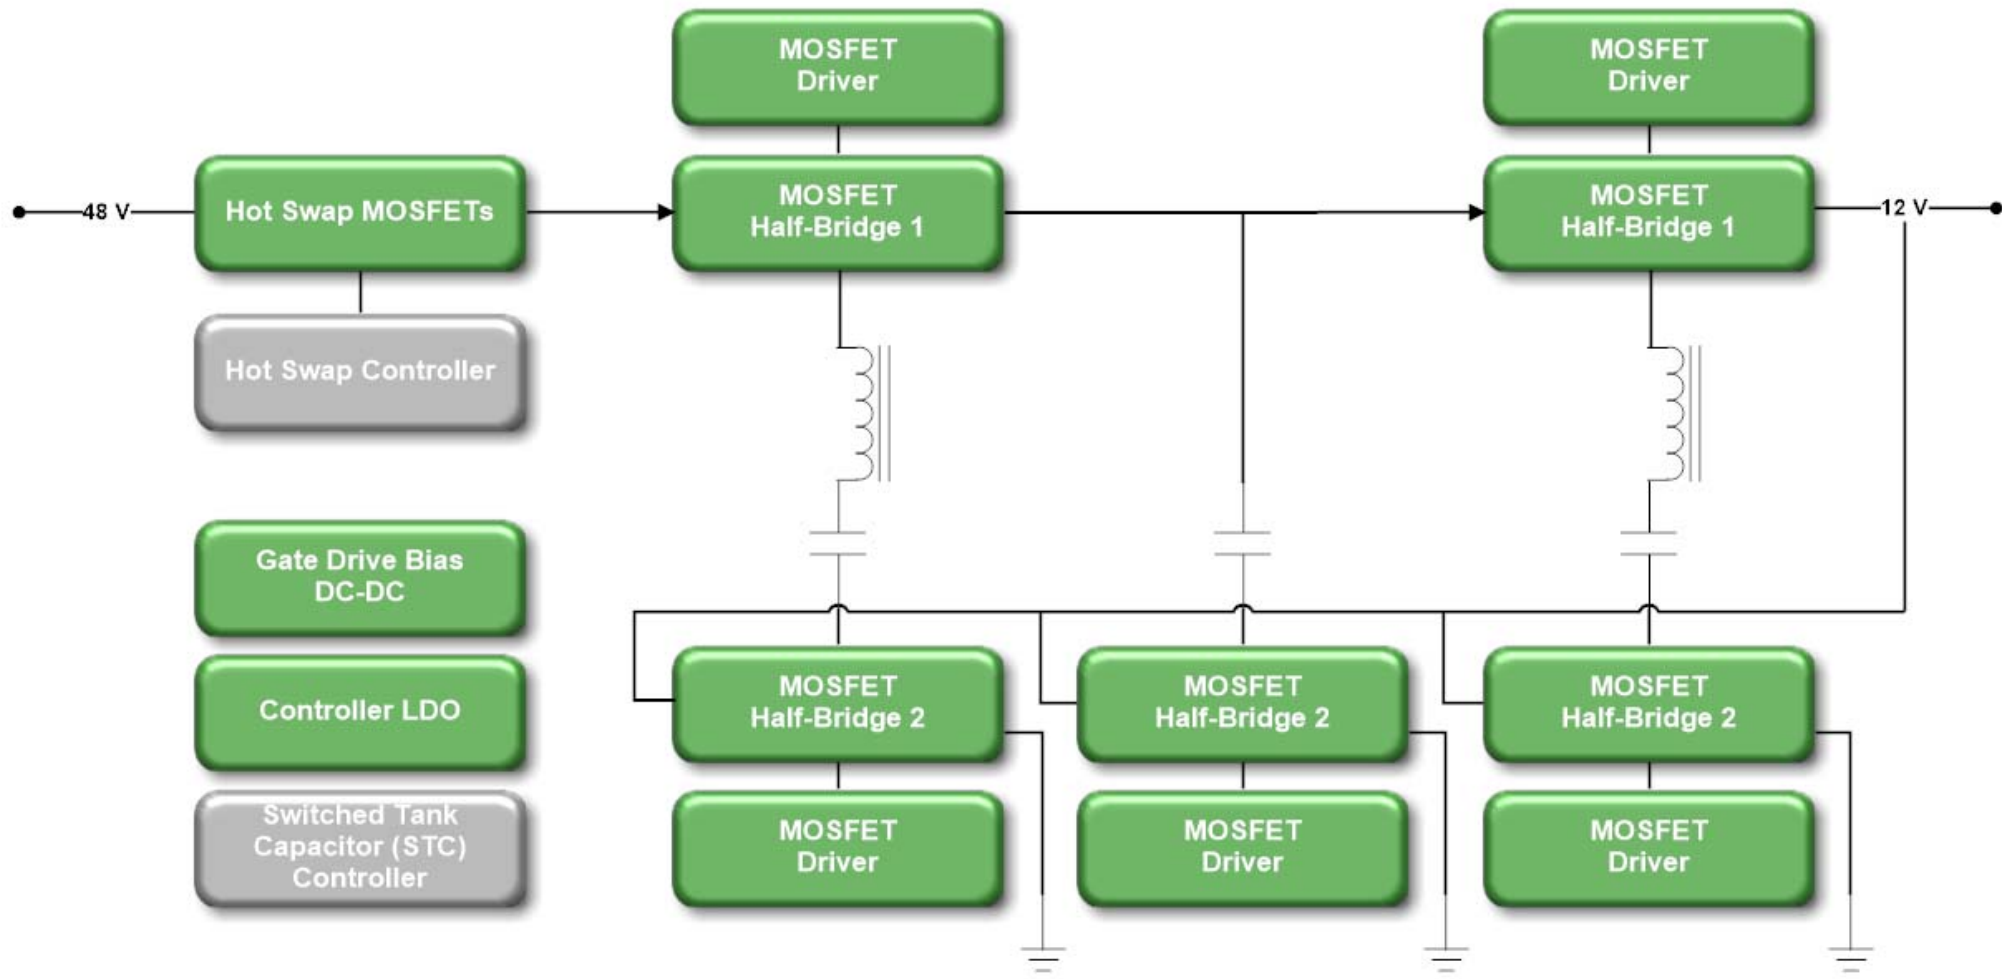 MOSFET
Driver
MOSFET
Driver
48 V
Hot Swap MOSFETs
MOSFET
Half-Bridge 1
MOSFET
Half-Bridge 1
12 V
Hot Swap Controller
Gate Drive Bias
DC-DC
Controller LDO
Switched Tank
Capacitor (STC)
Controller
MOSFET
Half-Bridge 2
MOSFET
Half-Bridge 2
MOSFET
Half-Bridge 2
MOSFET
Driver
MOSFET
Driver
MOSFET
Driver